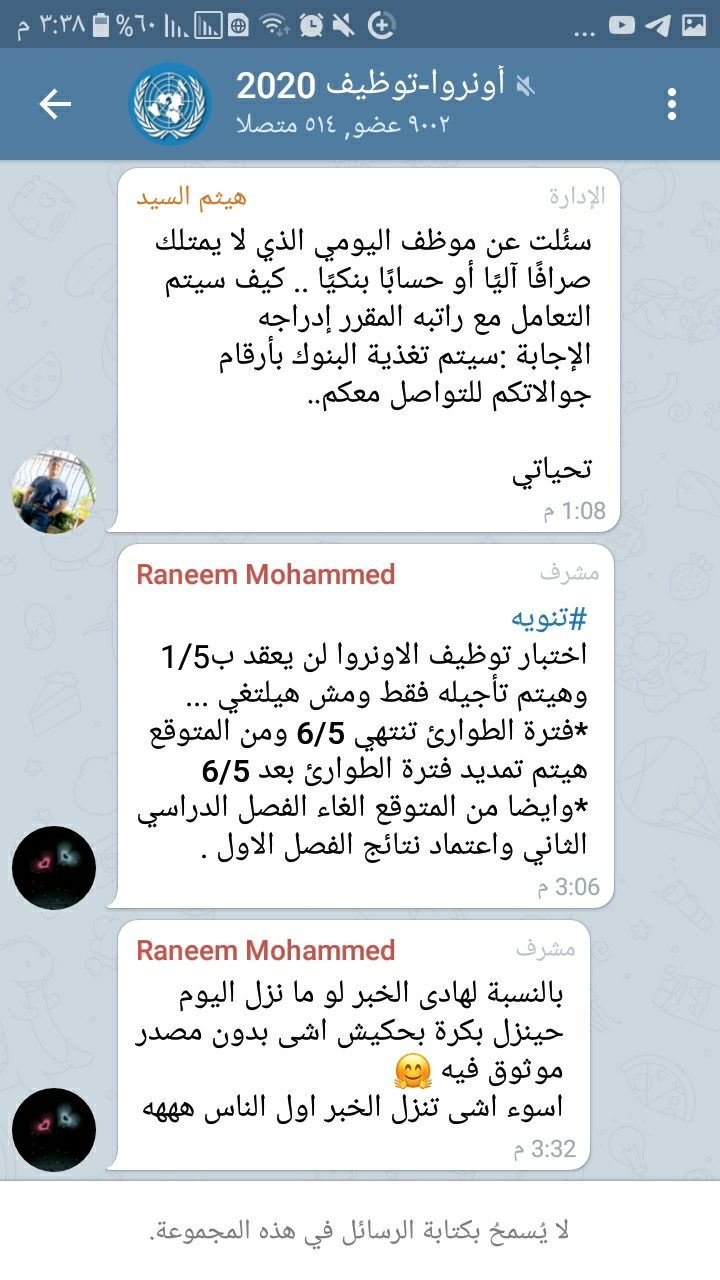 ٣:٣٨ م %٦٠ ...
أونروا-توظيف 2020
٩٠٠٢ عضو, ٥١٤ متصلا
هيثم السيد الإدارة
سئُلت عن موظف اليومي الذي لا يمتلك
صرافًا آليًا أو حسابًا بنكيًا .. كيف سيتم
التعامل مع راتبه المقرر إدراجه
الإجابة :سيتم تغذية البنوك بأرقام
جوالاتكم للتواصل معكم..
تحياتي
1:08 م
Raneem Mohammed مشرف
#تنويه
اختبار توظيف الاونروا لن يعقد ب1/5
وهيتم تأجيله فقط ومش هيلتغي ...
*فترة الطوارئ تنتهي 6/5 ومن المتوقع
هيتم تمديد فترة الطوارئ بعد 6/5
*وايضا من المتوقع الغاء الفصل الدراسي
الثاني واعتماد نتائج الفصل الاول .
3:06 م
Raneem Mohammed مشرف
بالنسبة لهادى الخبر لو ما نزل اليوم
حينزل بكرة بحكيش اشى بدون مصدر
موثوق فيه 🤗
اسوء اشى تنزل الخبر اول الناس هههه
3:32 م
لا يُسمحُ بكتابة الرسائل في هذه المجموعة.